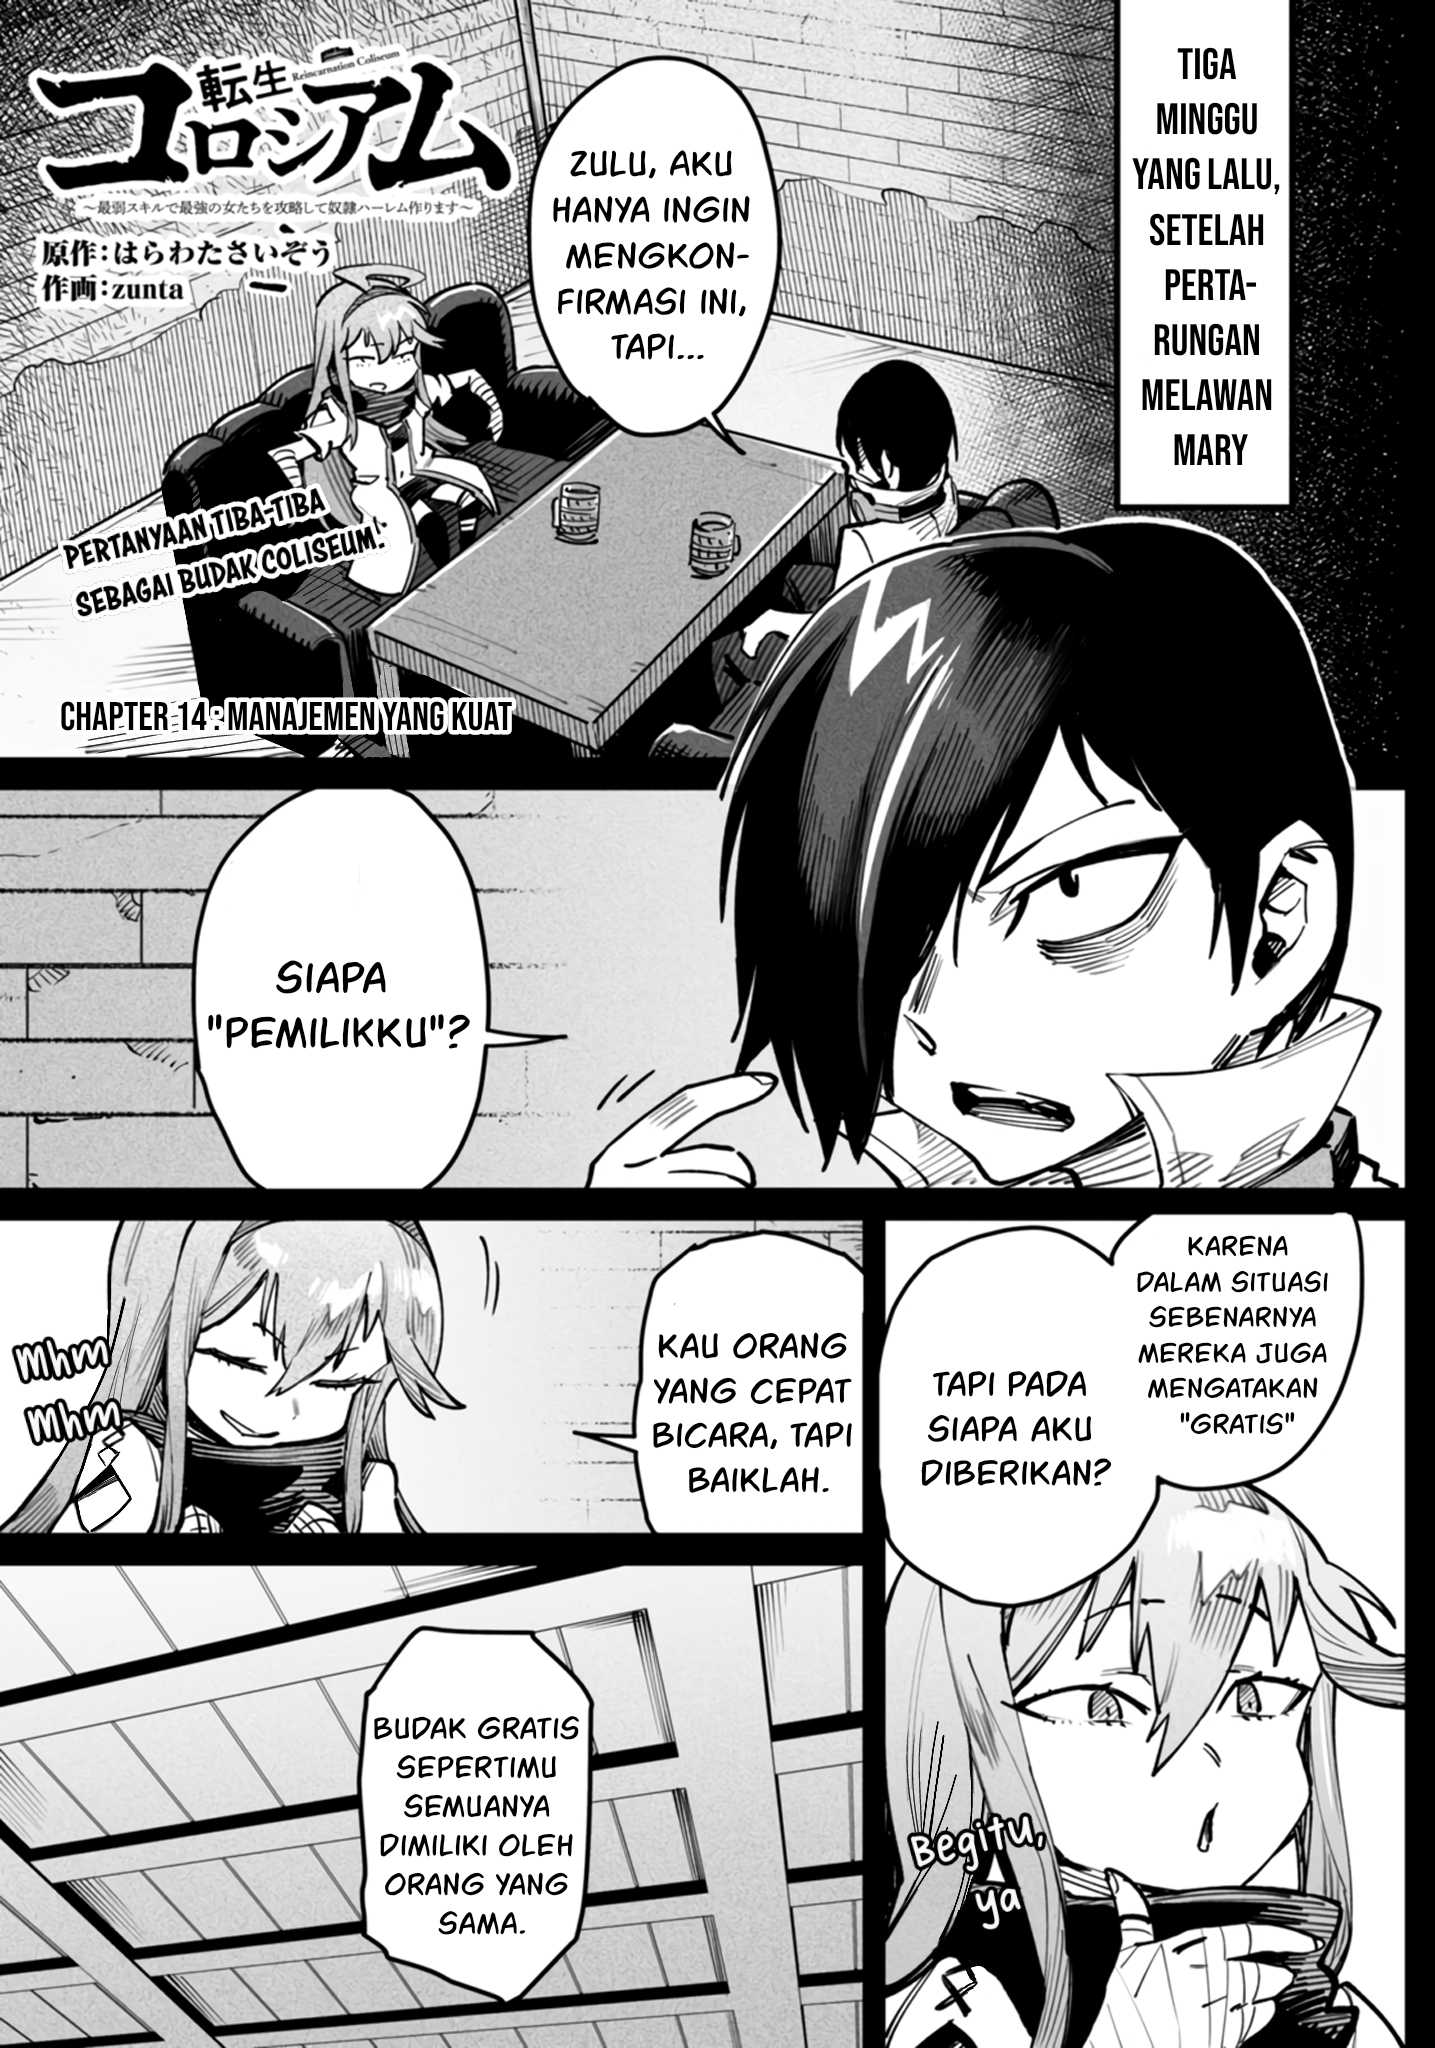 TIGA
MINGGU
YANG LALU,
SETELAH
PERTA-
RUNGAN
MELAWAN
MARY
転生
Reincarnation Coliseum
コロシアム
～最弱スキルで最強の女たちを攻略して奴隷ハーレム作ります～
原作：はらわたさいぞう
作画：zunta
ZULU, AKU
HANYA INGIN
MENGKON-
FIRMASI INI,
TAPI...
PERTANYAAN TIBA-TIBA
SEBAGAI BUDAK COLISEUM!
CHAPTER 14 : MANAJEMEN YANG KUAT
SIAPA
"PEMILIKKU"?
KARENA
DALAM SITUASI
SEBENARNYA
MEREKA JUGA
MENGATAKAN
"GRATIS"
TAPI PADA
SIAPA AKU
DIBERIKAN?
Begitu,
ya
KAU ORANG
YANG CEPAT
BICARA, TAPI
BAIKLAH.
Mhm
Mhm
BUDAK GRATIS
SEPERTIMU
SEMUANYA
DIMILIKI OLEH
ORANG YANG
SAMA.